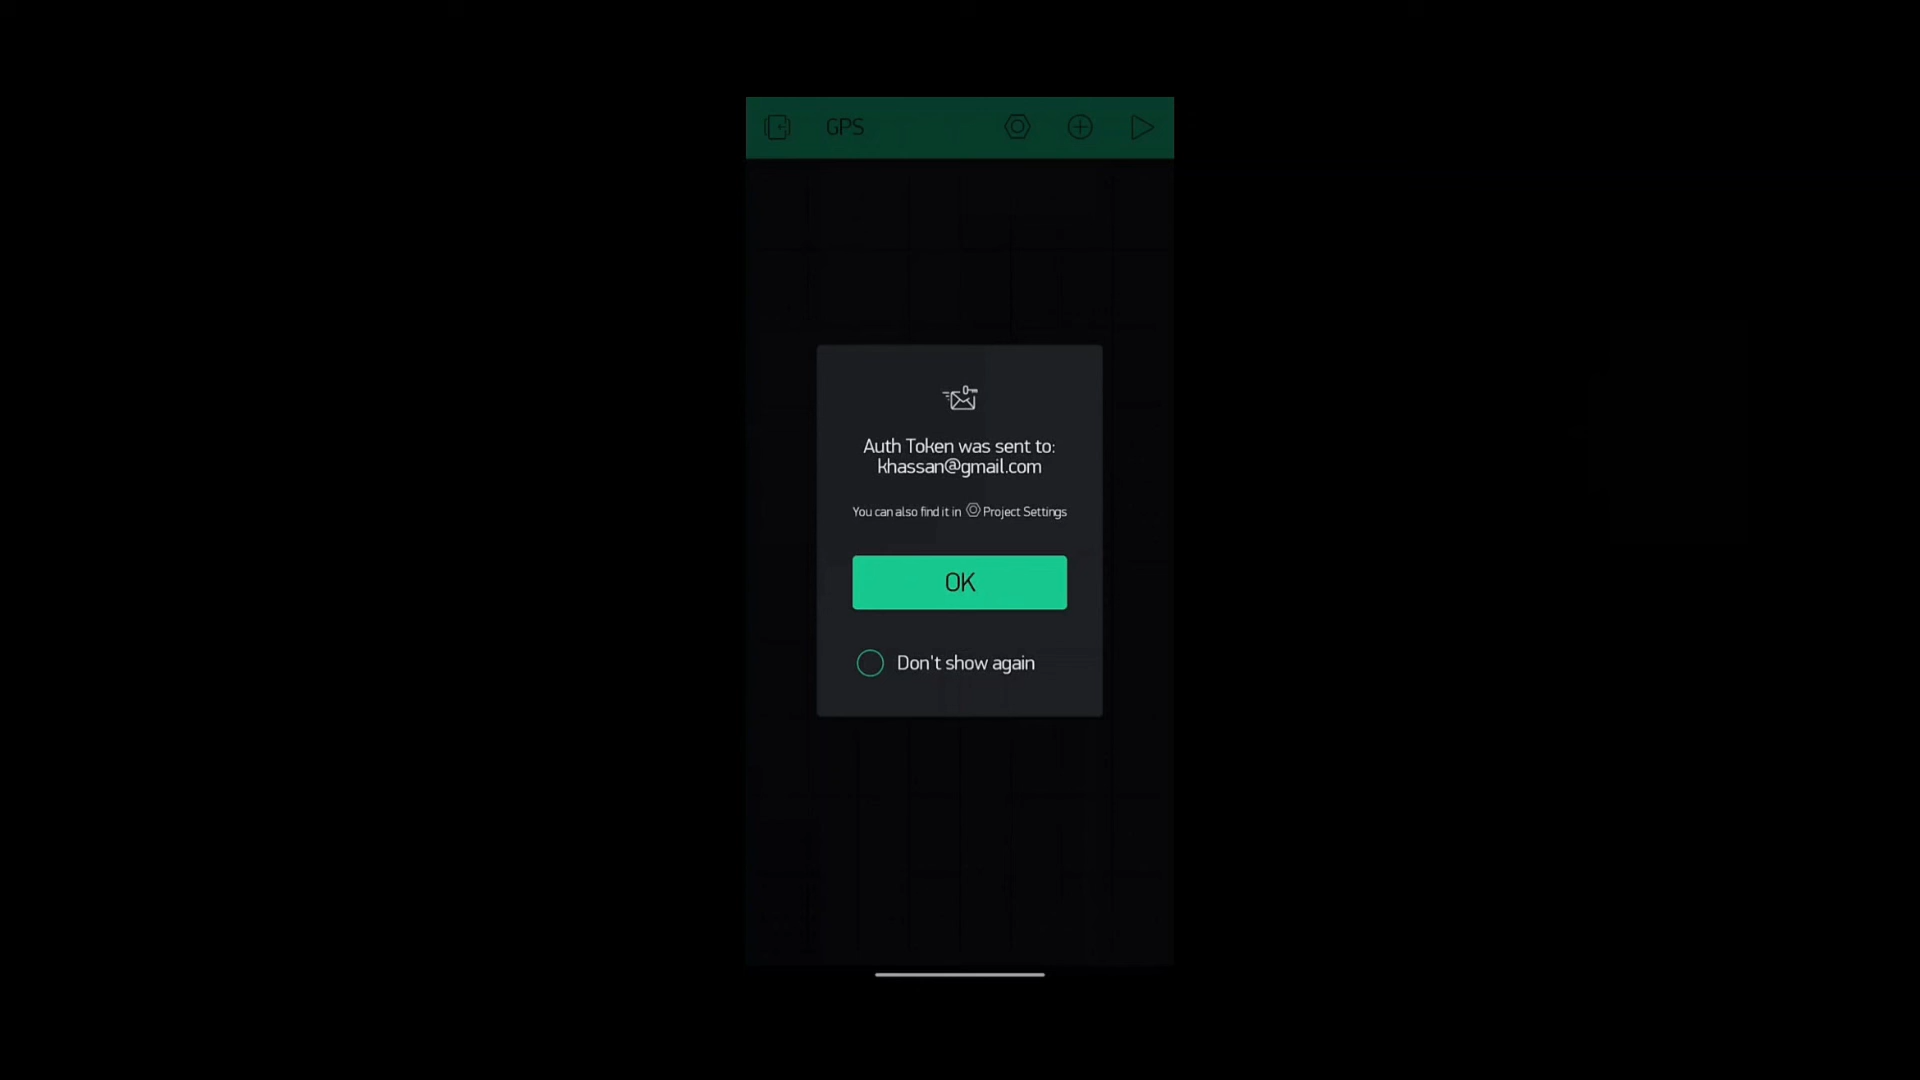 GPS
Auth Token was sent to:
khassan@gmail.com
You can also find it in Project Settings
OK
Don't show again